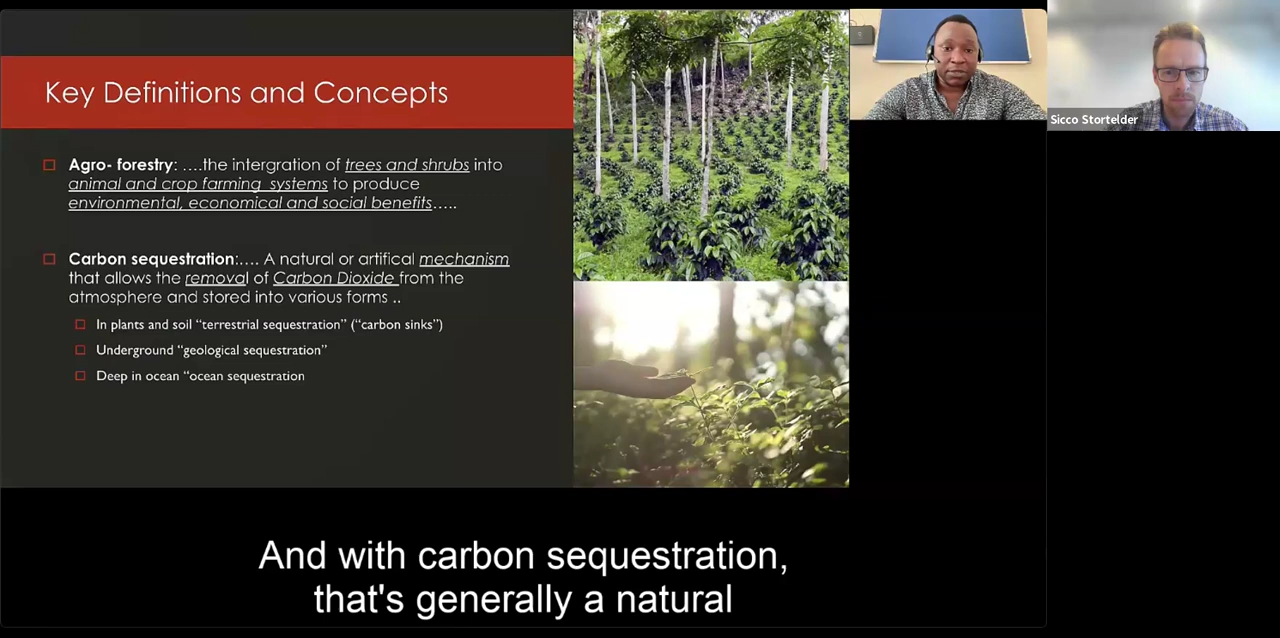 Key Definitions and Concepts
Agro- forestry: ....the intergration of trees and shrubs into
animal and crop farming systems to produce
environmental, economical and social benefits.....
Carbon sequestration:.... A natural or artifical mechanism
that allows the removal of Carbon Dioxide from the
atmosphere and stored into various forms ..
In plants and soil “terrestrial sequestration” (“carbon sinks”)
Underground “geological sequestration”
Deep in ocean “ocean sequestration
Sicco Stortelder
And with carbon sequestration,
that's generally a natural